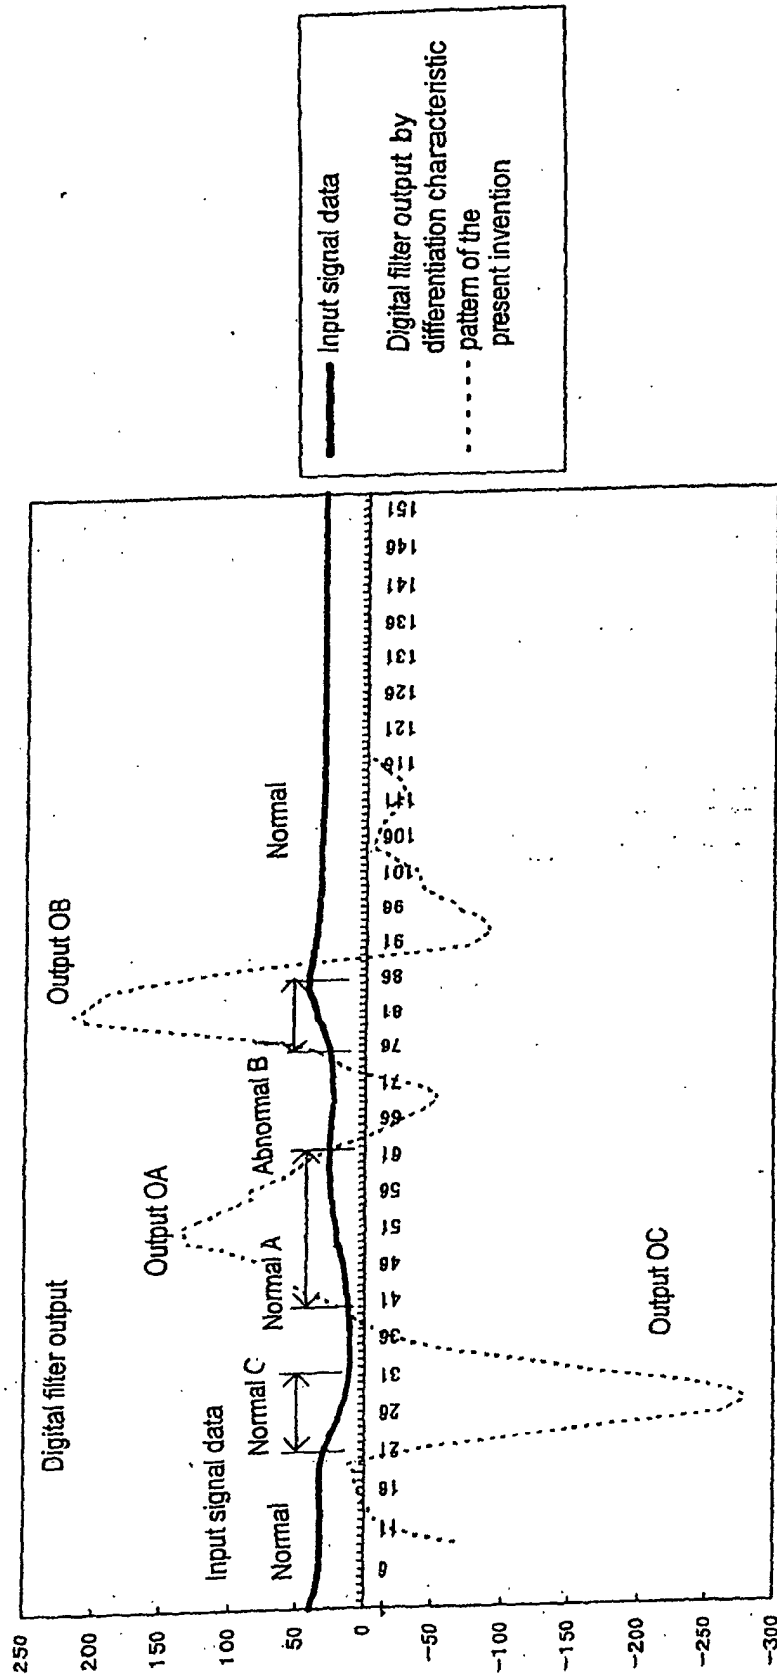 Digital filter output
Input signal data
Normal
Normal C
Normal A
Abnormal B
Normal
Output OA
Output OB
Output OC
250
200
150
100
50
0
-50
-100
-150
-200
-250
-300
6
11
16
21
26
31
36
41
46
51
56
61
66
71
76
81
86
91
96
101
106
111
116
121
126
131
136
141
146
151
Input signal data
Digital filter output by
differentiation characteristic
pattern of the
present invention